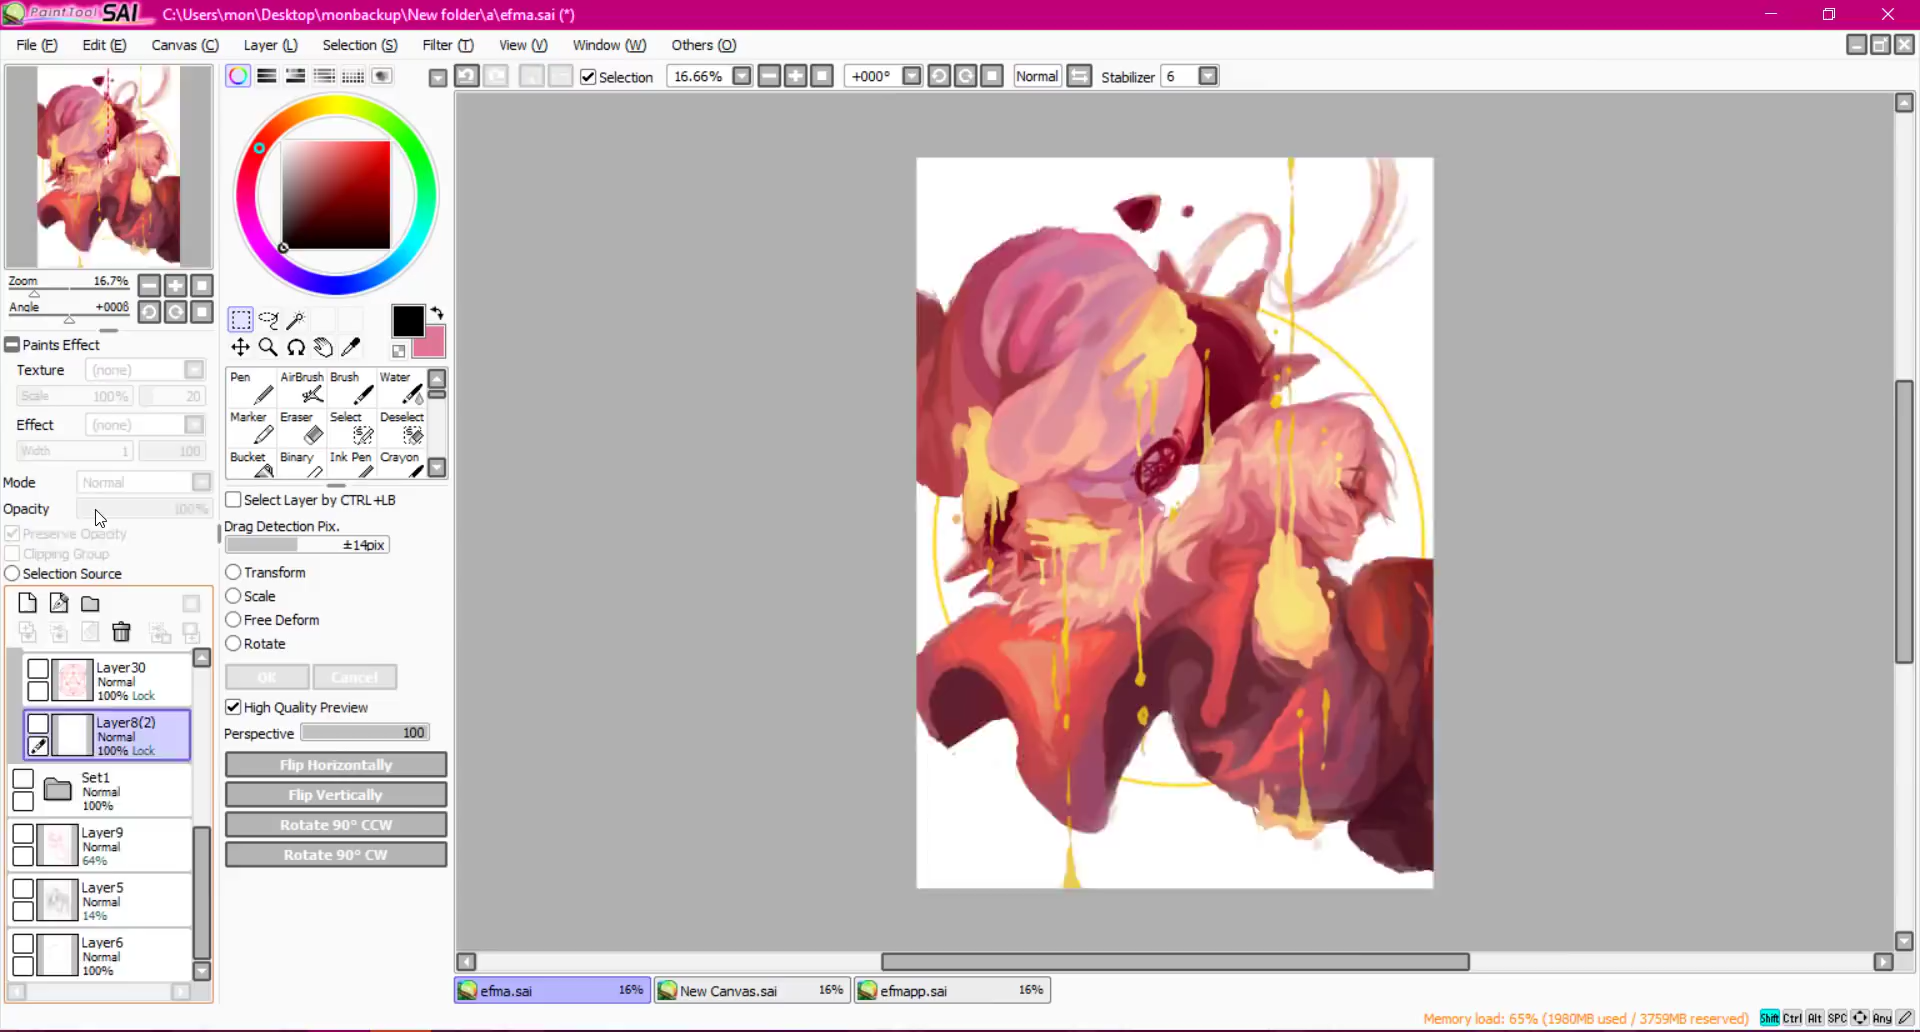 PaintTool SAI C:\Users\mon\Desktop\monbackup\New folder\a\efma.sai (*)
File (F) Edit (E) Canvas (C) Layer (L) Selection (S) Filter (T) View (V) Window (W) Others (O)
Selection 16.66% +000° Normal Stabilizer 6
Zoom 16.7%
Angle +000ß
Paints Effect
Texture (none)
Scale 100% 20
Effect (none)
Width 1 100
Mode Normal
Opacity 100%
Preserve Opacity
Clipping Group
Selection Source
Layer30
Normal
100% Lock
Layer8(2)
Normal
100% Lock
Set1
Normal
100%
Layer9
Normal
64%
Layer5
Normal
14%
Layer6
Normal
100%
Pen AirBrush Brush Water
Marker Eraser Select Deselect
Bucket Binary Ink Pen Crayon
Select Layer by CTRL+LB
Drag Detection Pix.
±14pix
Transform
Scale
Free Deform
Rotate
OK Cancel
High Quality Preview
Perspective 100
Flip Horizontally
Flip Vertically
Rotate 90° CCW
Rotate 90° CW
efma.sai 16% New Canvas.sai 16% efmapp.sai 16%
Memory load: 65% (1980MB used / 3759MB reserved) Shift Ctrl Alt SPC Any